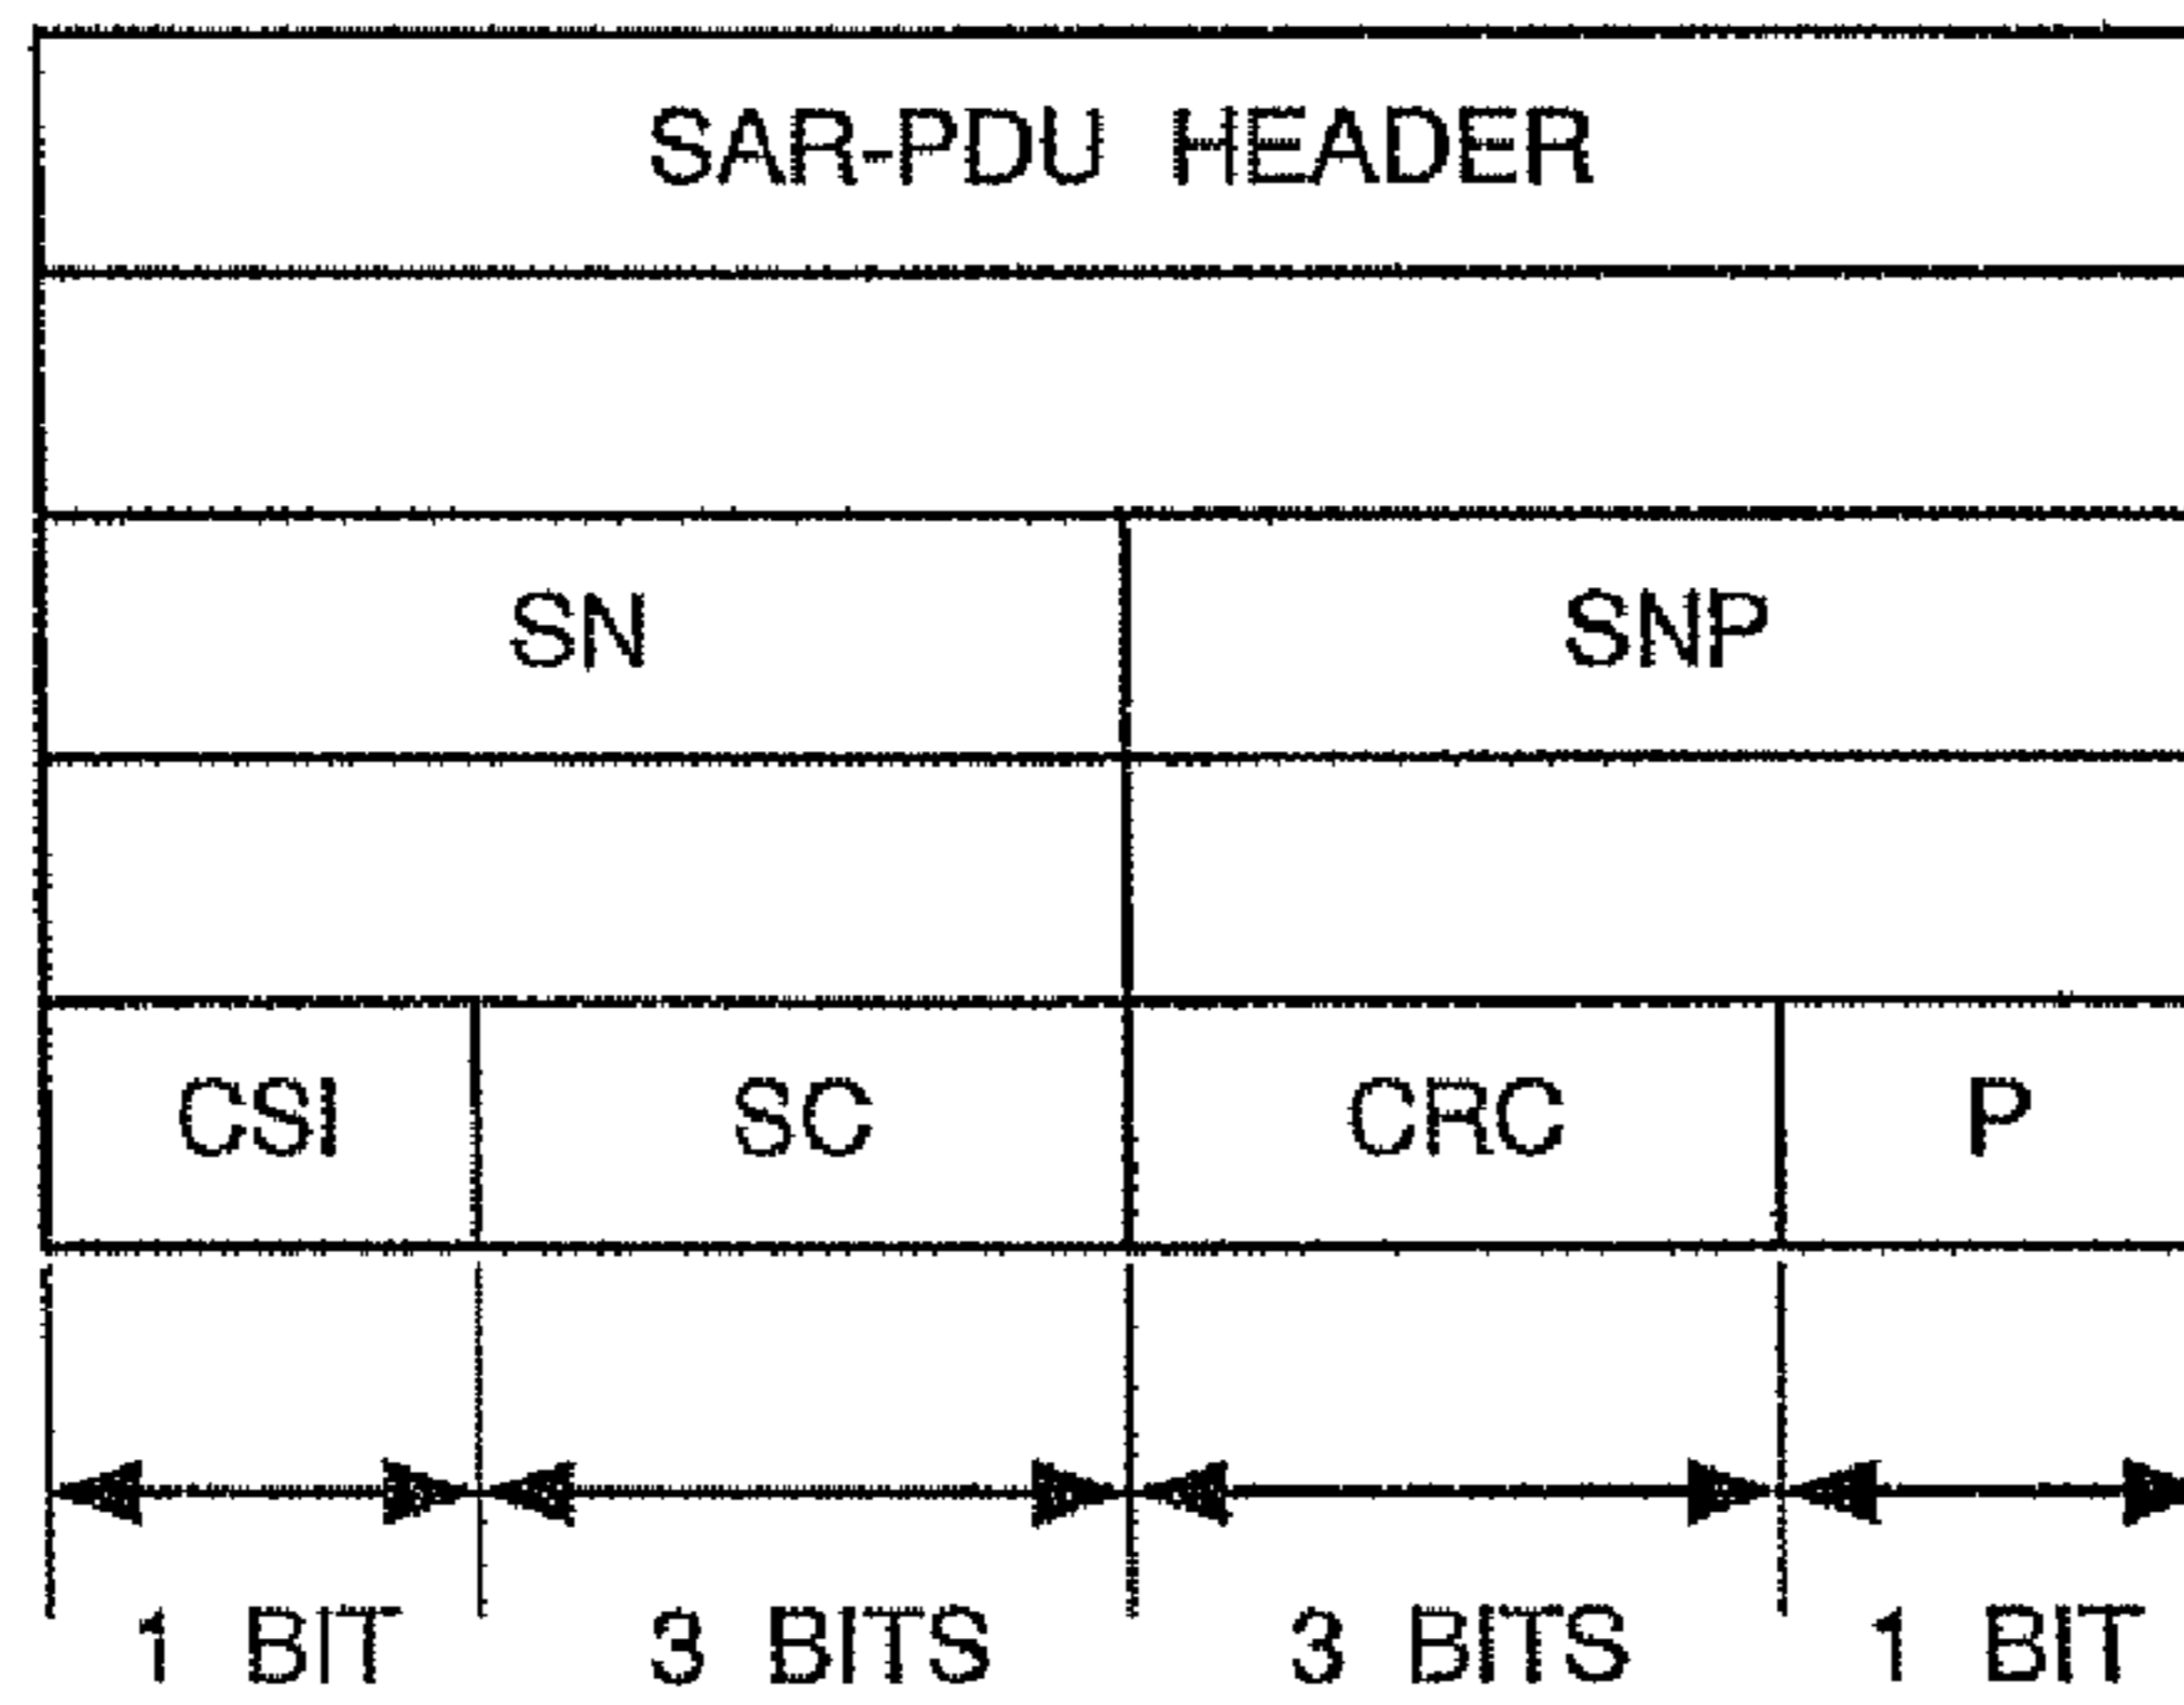 SAR-PDU HEADER
SN SNP
CSI SC CRC P
1 BIT 3 BITS 3 BITS 1 BIT